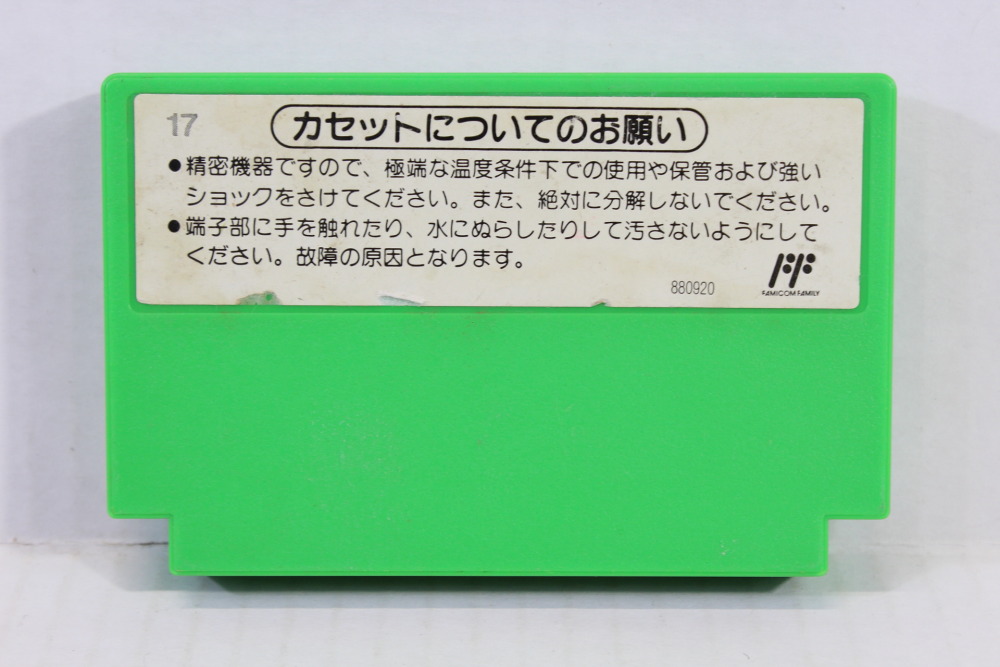 17
カセットについてのお願い
●精密機器ですので、極端な温度条件下での使用や保管および強い
ショックをさけてください。また、絶対に分解しないでください。
●端子部に手を触れたり、水にぬらしたりして汚さないようにして
ください。故障の原因となります。
880920
FAMICOM FAMILY